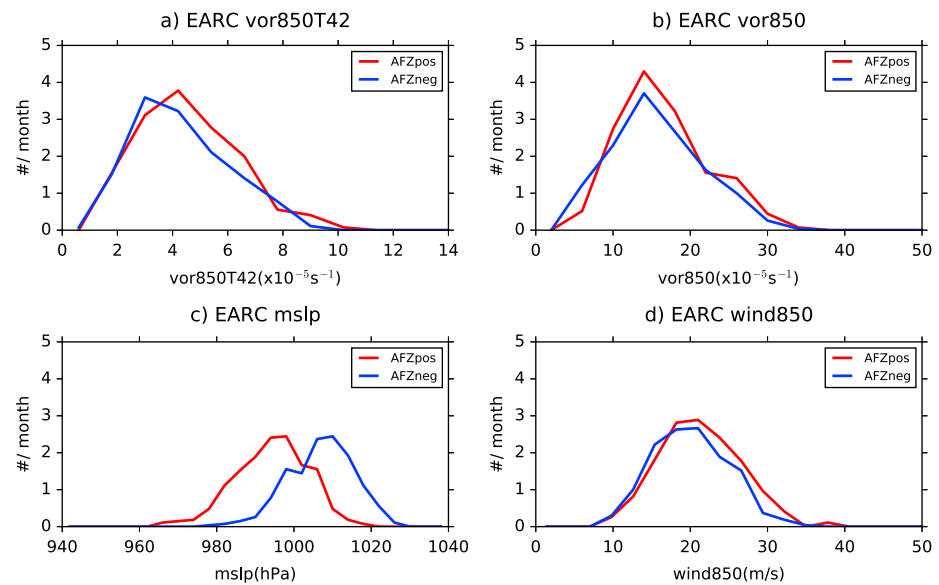 a) EARC vor850T42
# / month
5
4
3
2
1
0
AFZpos
AFZneg
0 2 4 6 8 10 12 14
vor850T42(x10⁻⁵s⁻¹)
b) EARC vor850
# / month
5
4
3
2
1
0
AFZpos
AFZneg
0 10 20 30 40 50
vor850(x10⁻⁵s⁻¹)
c) EARC mslp
# / month
5
4
3
2
1
0
AFZpos
AFZneg
940 960 980 1000 1020 1040
mslp(hPa)
d) EARC wind850
# / month
5
4
3
2
1
0
AFZpos
AFZneg
0 10 20 30 40 50
wind850(m/s)